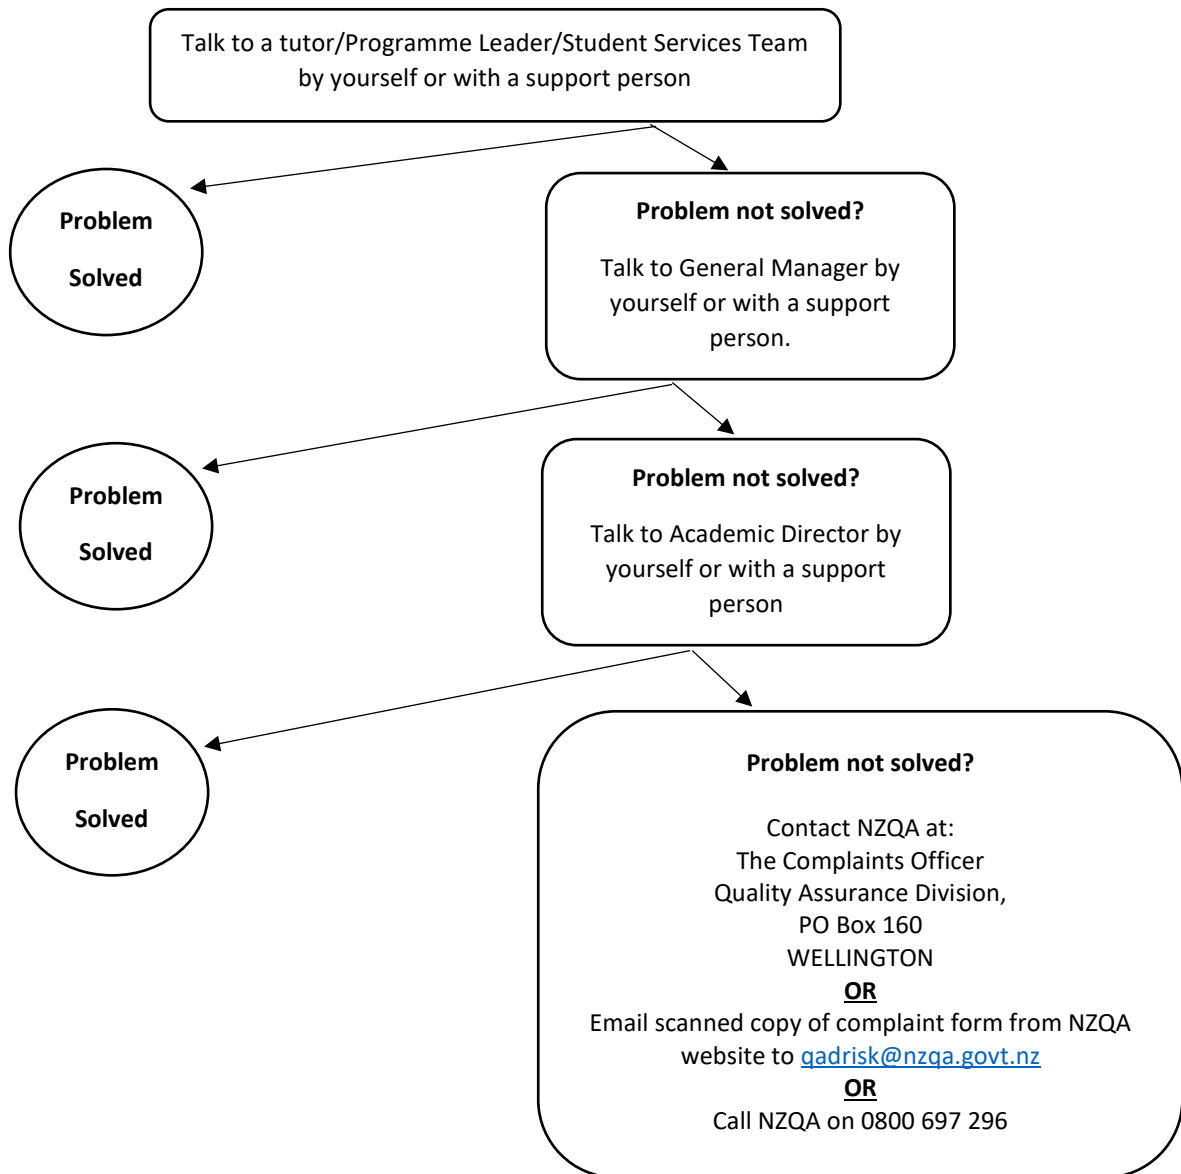 Talk to a tutor/Programme Leader/Student Services Team
by yourself or with a support person
Problem
Solved
Problem not solved?
Talk to General Manager by
yourself or with a support
person.
Problem
Solved
Problem not solved?
Talk to Academic Director by
yourself or with a support
person
Problem
Solved
Problem not solved?
Contact NZQA at:
The Complaints Officer
Quality Assurance Division,
PO Box 160
WELLINGTON
OR
Email scanned copy of complaint form from NZQA
website to qadrisk@nzqa.govt.nz
OR
Call NZQA on 0800 697 296